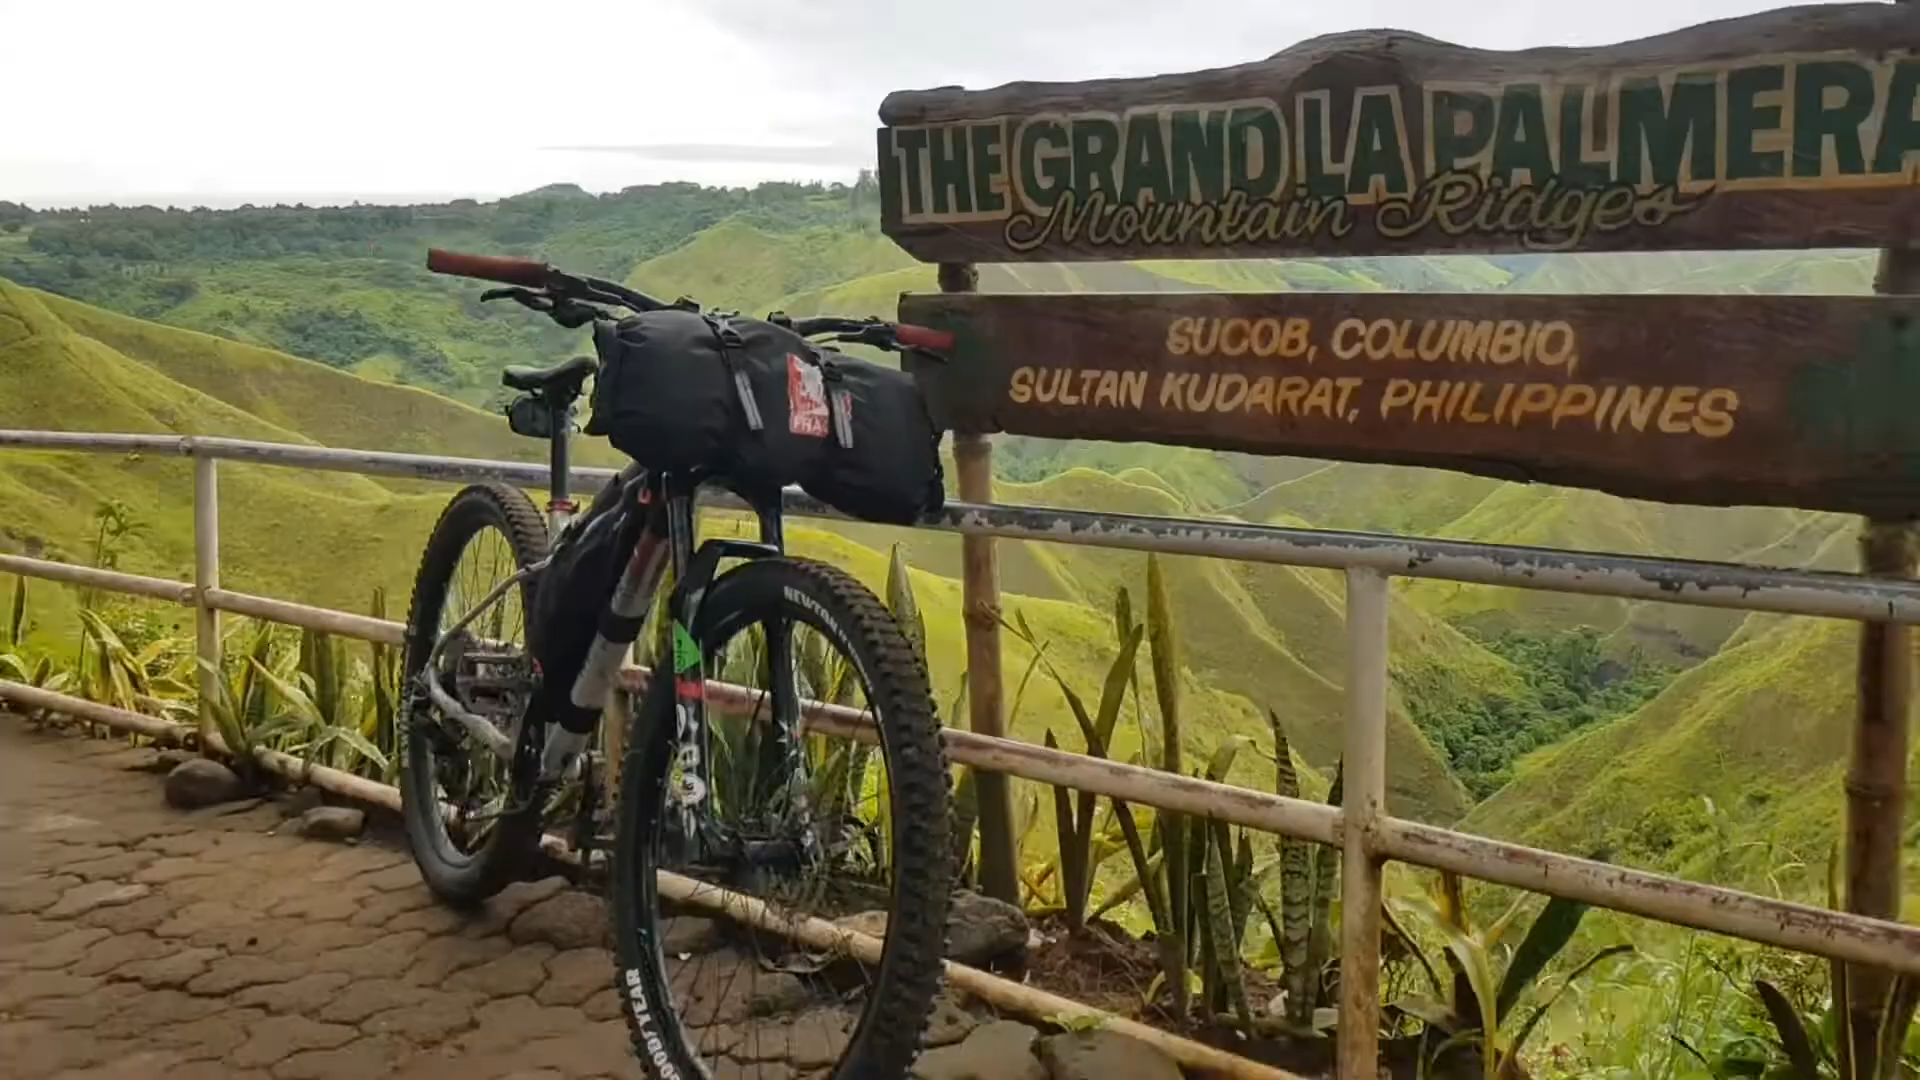 THE GRAND LA PALMERA
Mountain Ridges
SUCOB, COLUMBIO,
SULTAN KUDARAT, PHILIPPINES
NEWTON
GOODYEAR